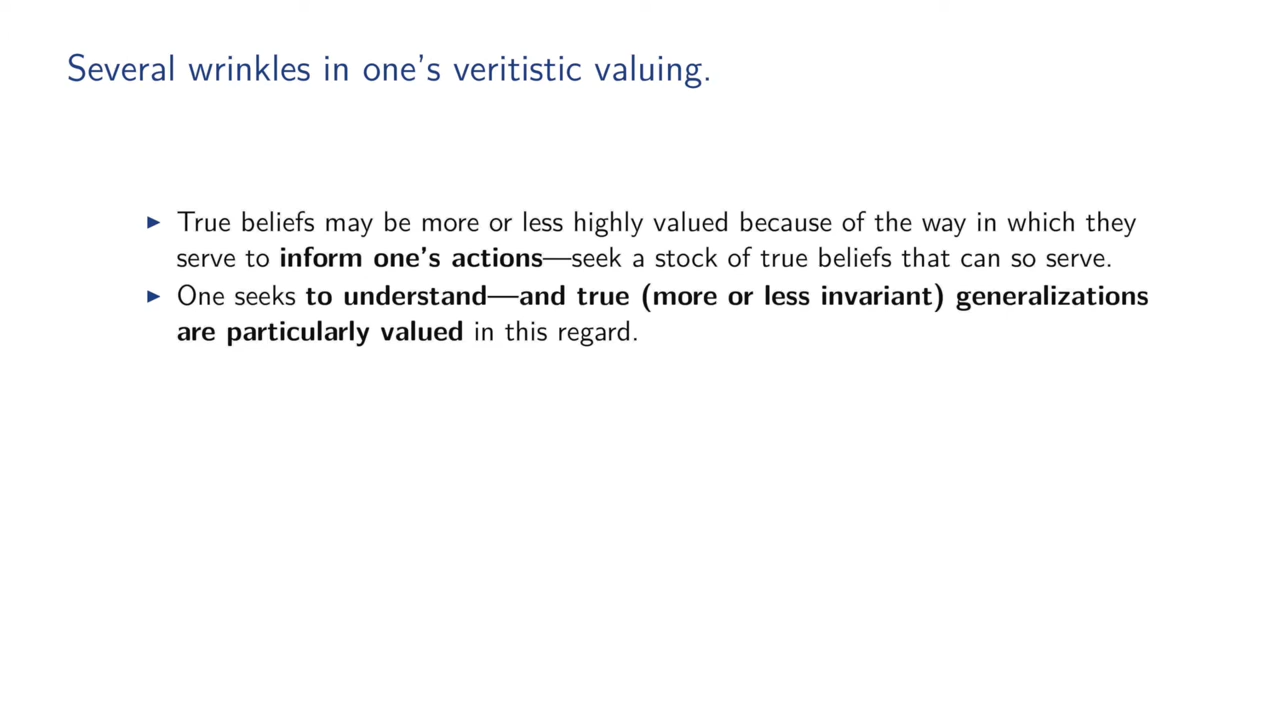 Several wrinkles in one's veritistic valuing.
▶ True beliefs may be more or less highly valued because of the way in which they
serve to inform one's actions—seek a stock of true beliefs that can so serve.
▶ One seeks to understand—and true (more or less invariant) generalizations
are particularly valued in this regard.